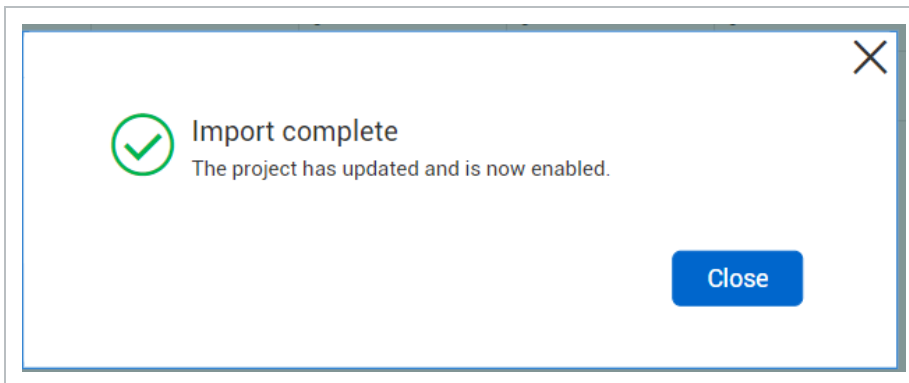 Import complete
The project has updated and is now enabled.
Close